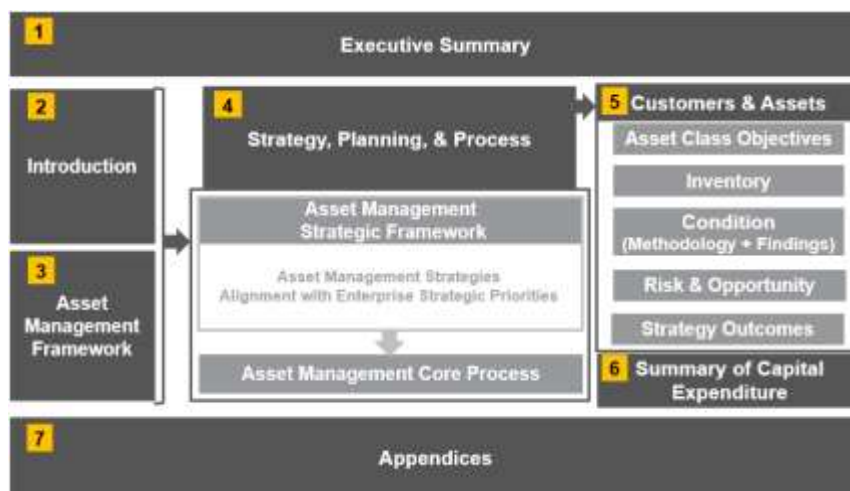 1
Executive Summary
2
Introduction
3
Asset
Management
Framework
4
Strategy, Planning, & Process
Asset Management
Strategic Framework
Asset Management Strategies
Alignment with Enterprise Strategic Priorities
Asset Management Core Process
5 Customers & Assets
Asset Class Objectives
Inventory
Condition
(Methodology + Findings)
Risk & Opportunity
Strategy Outcomes
6 Summary of Capital
Expenditure
7
Appendices